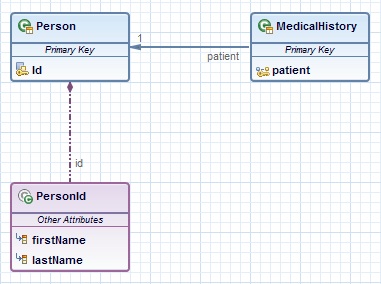 Person
Primary Key
Id
1
patient
MedicalHistory
Primary Key
patient
id
PersonId
Other Attributes
firstName
lastName